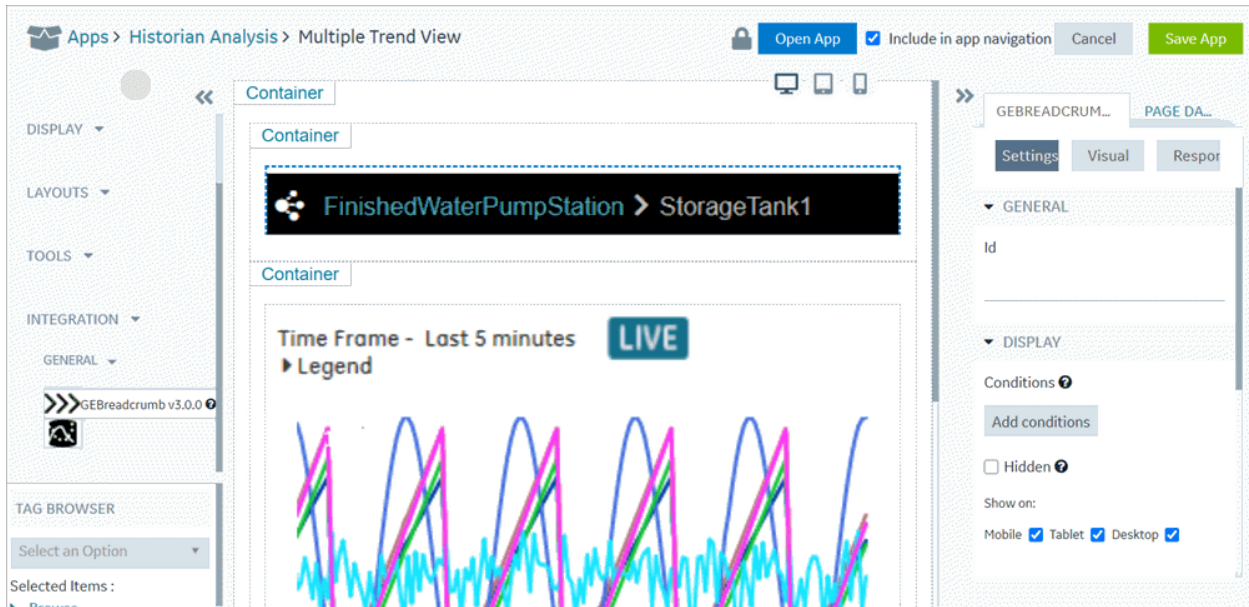 Apps > Historian Analysis > Multiple Trend View
Open App
Include in app navigation
Cancel
Save App
DISPLAY
LAYOUTS
TOOLS
INTEGRATION
GENERAL
GEBreadcrumb v3.0.0
TAG BROWSER
Select an Option
Selected Items :
Container
Container
FinishedWaterPumpStation > StorageTank1
Container
Time Frame - Last 5 minutes LIVE
Legend
GEBREADCRUM... PAGE DA...
Settings Visual Respor
GENERAL
Id
DISPLAY
Conditions
Add conditions
Hidden
Show on:
Mobile Tablet Desktop